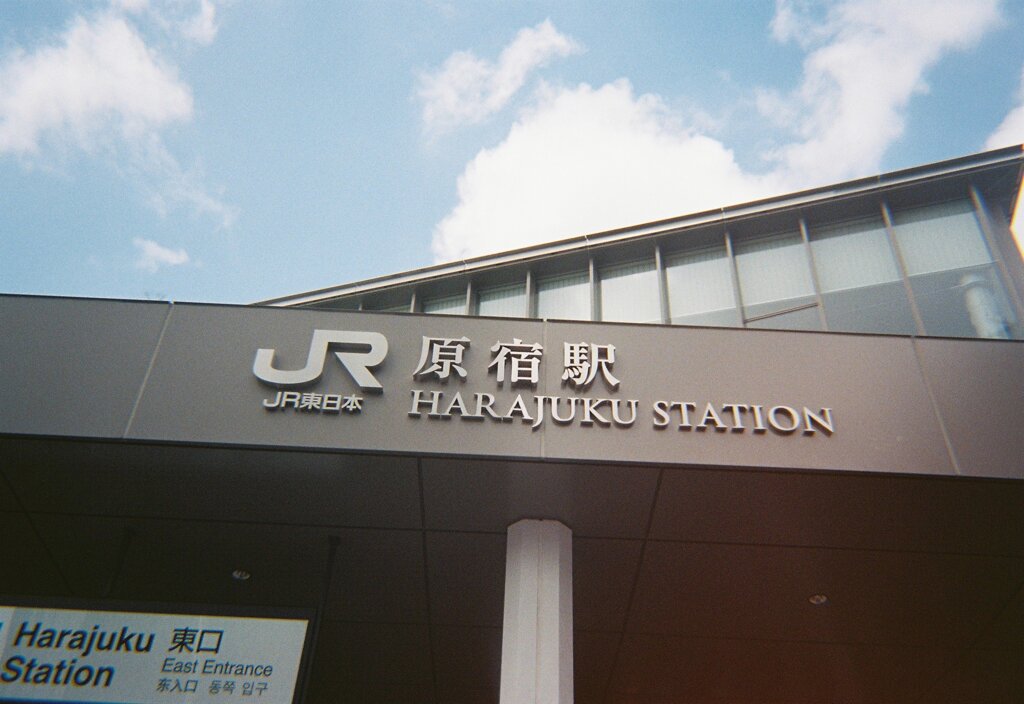 JR
JR東日本
原宿駅
HARAJUKU STATION
Harajuku
Station
東口
East Entrance
东入口 동쪽 입구